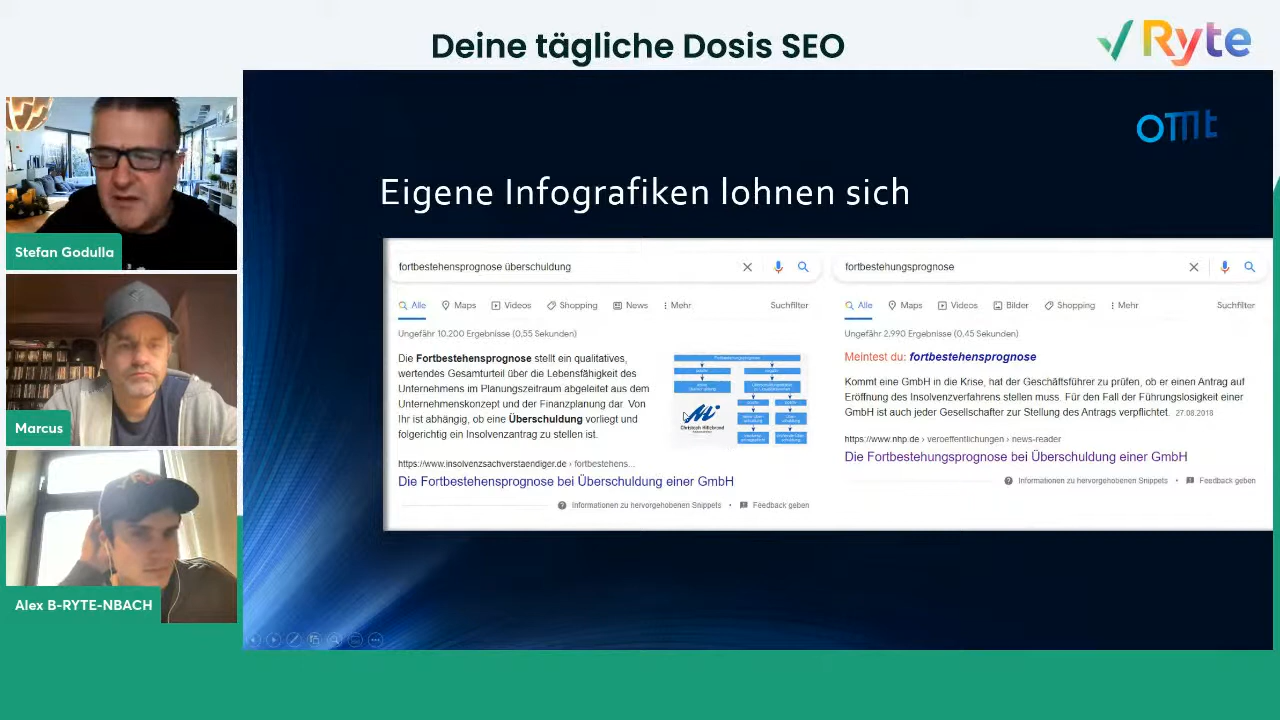 Deine tägliche Dosis SEO
Ryte
Stefan Godulla
Marcus
Alex B-RYTE-NBACH
OMT
Eigene Infografiken lohnen sich
fortbestehensprognose überschuldung
Alle Maps Videos Shopping News Mehr Suchfilter
Ungefähr 10.200 Ergebnisse (0,55 Sekunden)
Die Fortbestehensprognose stellt ein qualitatives,
wertendes Gesamturteil über die Lebensfähigkeit des
Unternehmens im Planungszeitraum abgeleitet aus dem
Unternehmenskonzept und der Finanzplanung dar. Von
Ihr ist abhängig, ob eine Überschuldung vorliegt und
folgerichtig ein Insolvenzantrag zu stellen ist.
https://www.insolvenzsachverstaendiger.de › fortbestehens...
Die Fortbestehensprognose bei Überschuldung einer GmbH
Informationen zu hervorgehobenen Snippets • Feedback geben
fortbestehungsprognose
Alle Maps Videos Bilder Shopping Mehr Suchfilter
Ungefähr 2.990 Ergebnisse (0,45 Sekunden)
Meintest du: fortbestehensprognose
Kommt eine GmbH in die Krise, hat der Geschäftsführer zu prüfen, ob er einen Antrag auf
Eröffnung des Insolvenzverfahrens stellen muss. Für den Fall der Führungslosigkeit einer
GmbH ist auch jeder Gesellschafter zur Stellung des Antrags verpflichtet.
https://www.nhp.de › veroeffentlichungen › news-reader
Die Fortbestehungsprognose bei Überschuldung einer GmbH
Informationen zu hervorgehobenen Snippets • Feedback geben